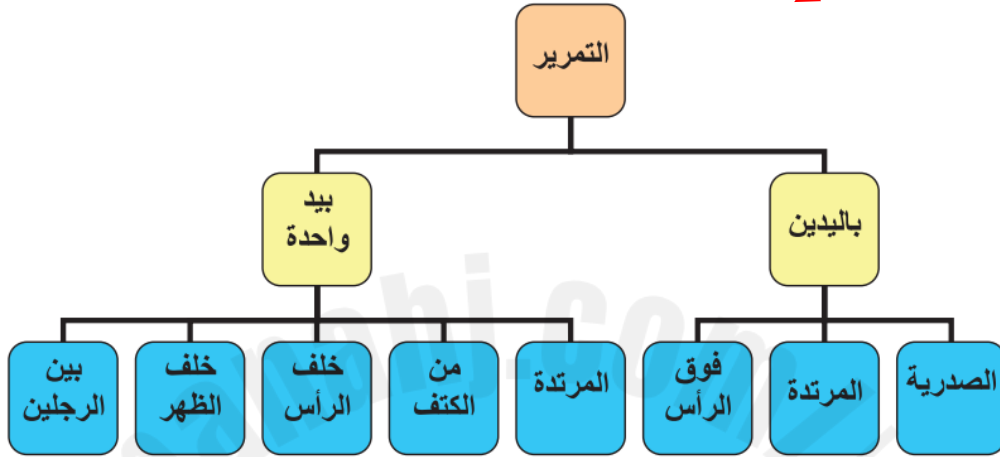 التمرير
باليدين
بيد
واحدة
الصدرية
المرتدة
فوق
الرأس
المرتدة
من
الكتف
خلف
الرأس
خلف
الظهر
بين
الرجلين